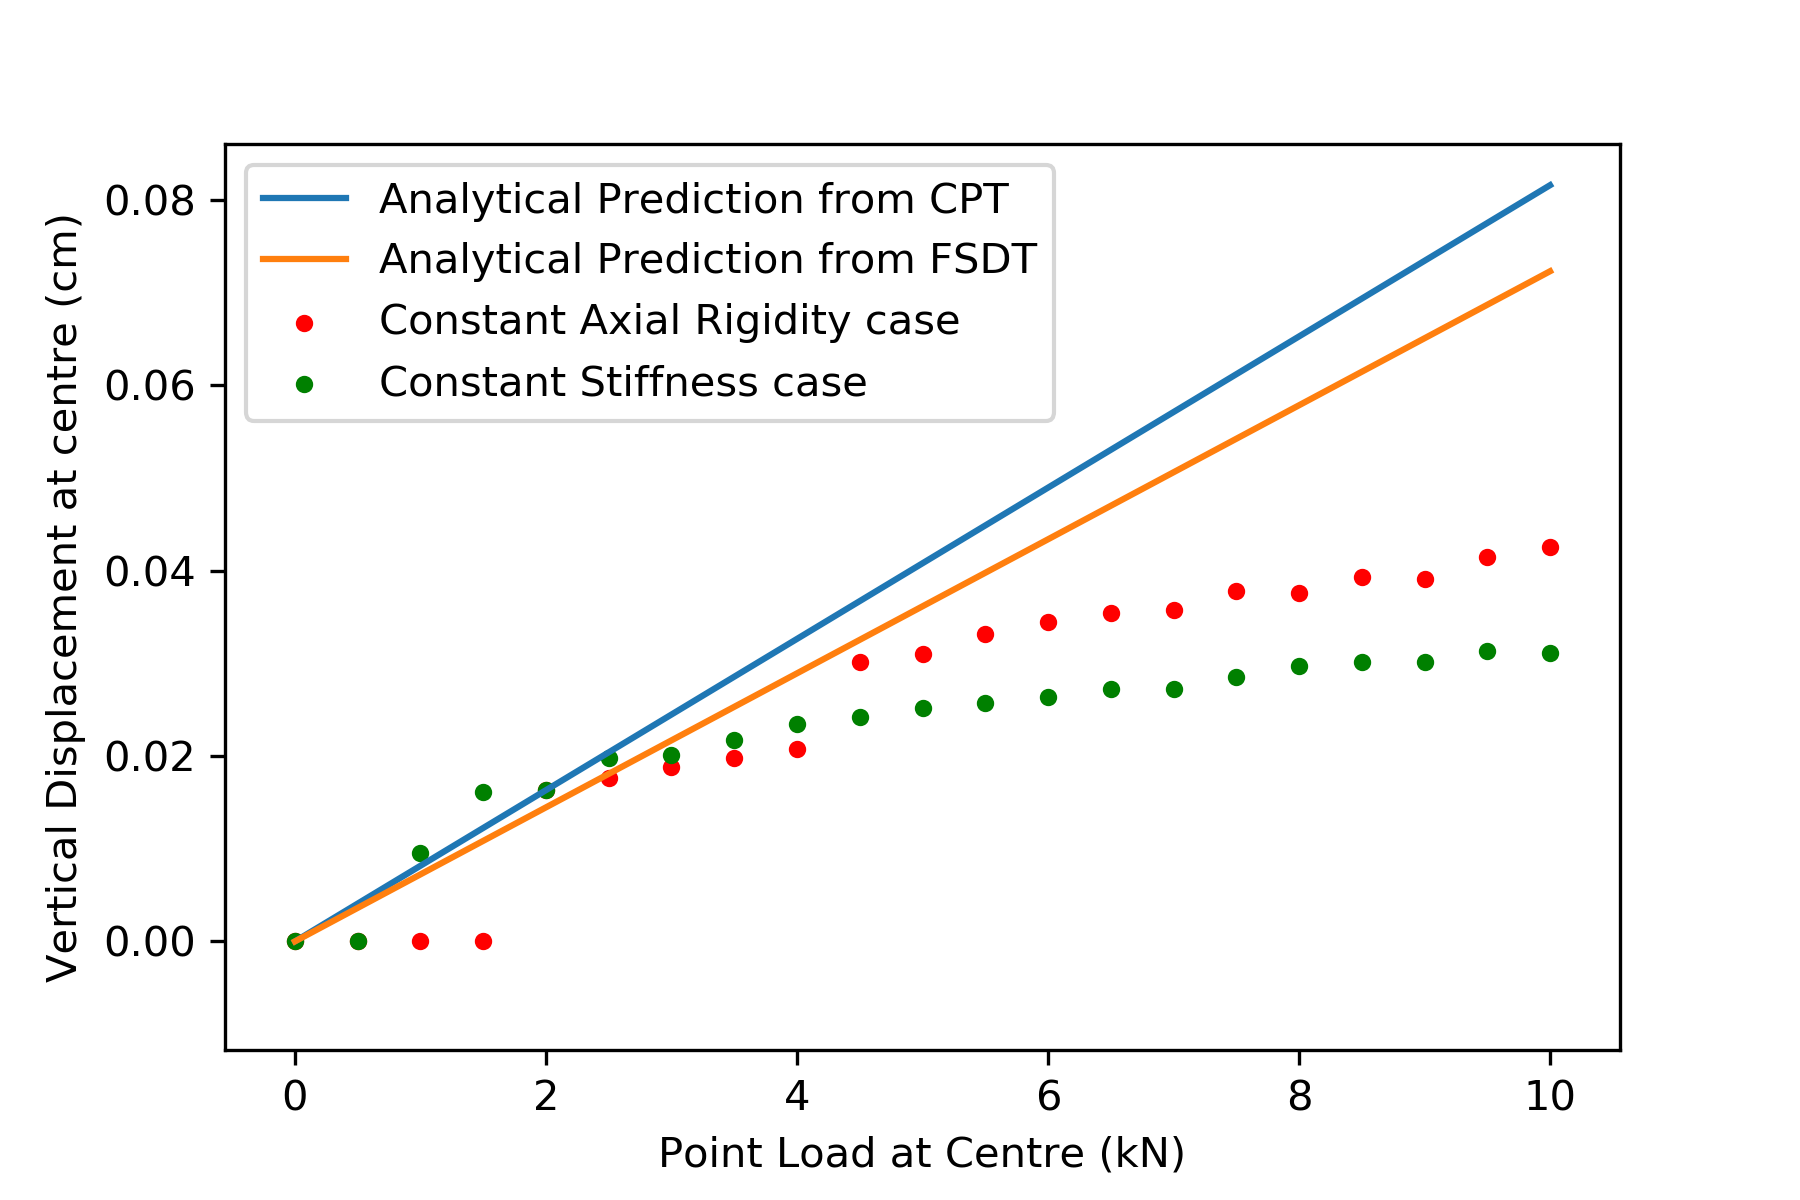 Analytical Prediction from CPT
Analytical Prediction from FSDT
Constant Axial Rigidity case
Constant Stiffness case
Vertical Displacement at centre (cm)
0.08
0.06
0.04
0.02
0.00
0 2 4 6 8 10
Point Load at Centre (kN)